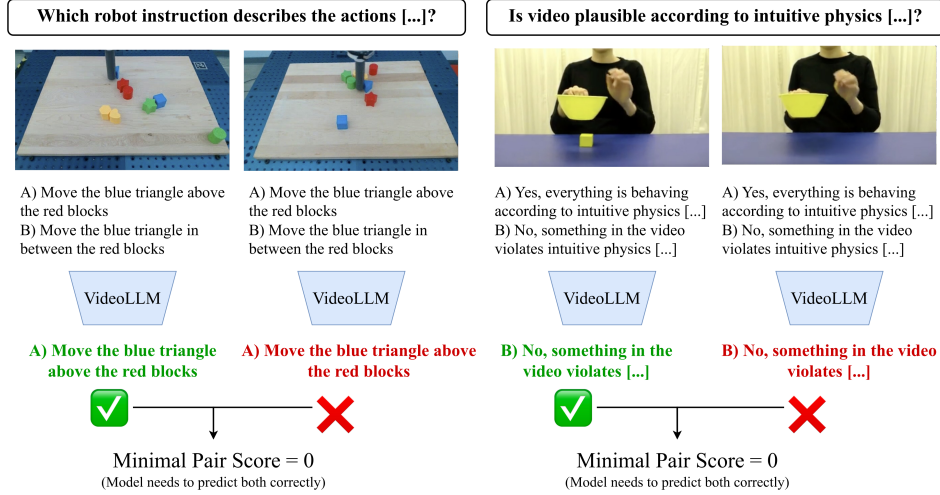 Which robot instruction describes the actions [...]?
A) Move the blue triangle above
the red blocks
B) Move the blue triangle in
between the red blocks
A) Move the blue triangle above
the red blocks
B) Move the blue triangle in
between the red blocks
VideoLLM
VideoLLM
A) Move the blue triangle
above the red blocks
A) Move the blue triangle above
the red blocks
Minimal Pair Score = 0
(Model needs to predict both correctly)
Is video plausible according to intuitive physics [...]?
A) Yes, everything is behaving
according to intuitive physics [...]
B) No, something in the video
violates intuitive physics [...]
A) Yes, everything is behaving
according to intuitive physics [...]
B) No, something in the video
violates intuitive physics [...]
VideoLLM
VideoLLM
B) No, something in the
video violates [...]
B) No, something in the video
violates [...]
Minimal Pair Score = 0
(Model needs to predict both correctly)